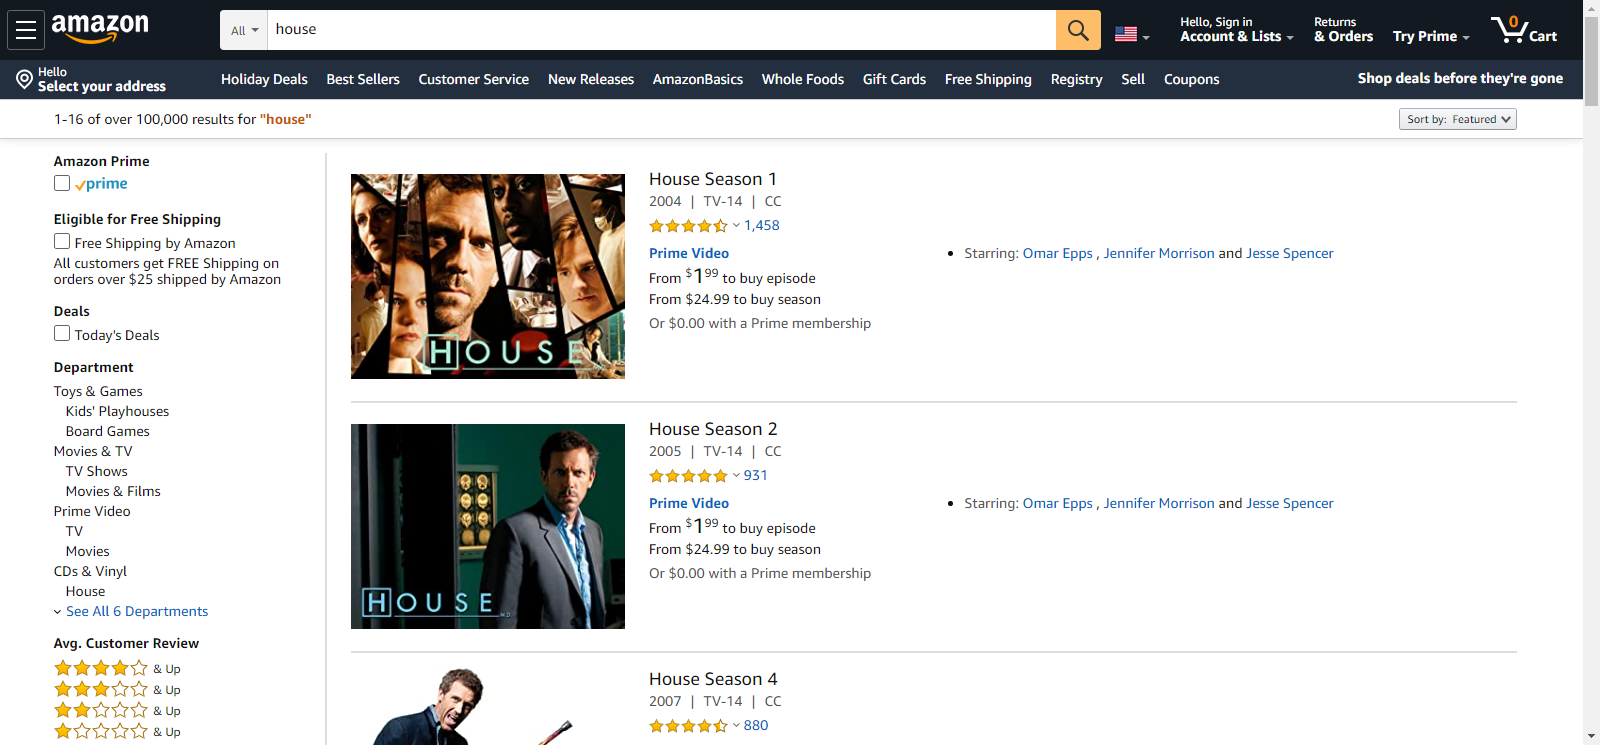 amazon
All
house
Hello, Sign in
Account & Lists
Returns
& Orders
Try Prime
0
Cart
Hello
Select your address
Holiday Deals
Best Sellers
Customer Service
New Releases
AmazonBasics
Whole Foods
Gift Cards
Free Shipping
Registry
Sell
Coupons
Shop deals before they're gone
1-16 of over 100,000 results for "house"
Sort by: Featured
Amazon Prime
prime
Eligible for Free Shipping
Free Shipping by Amazon
All customers get FREE Shipping on
orders over $25 shipped by Amazon
Deals
Today's Deals
Department
Toys & Games
Kids' Playhouses
Board Games
Movies & TV
TV Shows
Movies & Films
Prime Video
TV
Movies
CDs & Vinyl
House
See All 6 Departments
Avg. Customer Review
& Up
& Up
& Up
& Up
HOUSE
House Season 1
2004 | TV-14 | CC
1,458
Prime Video
From $1.99 to buy episode
From $24.99 to buy season
Or $0.00 with a Prime membership
Starring: Omar Epps , Jennifer Morrison and Jesse Spencer
HOUSE M.D.
House Season 2
2005 | TV-14 | CC
931
Prime Video
From $1.99 to buy episode
From $24.99 to buy season
Or $0.00 with a Prime membership
Starring: Omar Epps , Jennifer Morrison and Jesse Spencer
House Season 4
2007 | TV-14 | CC
880